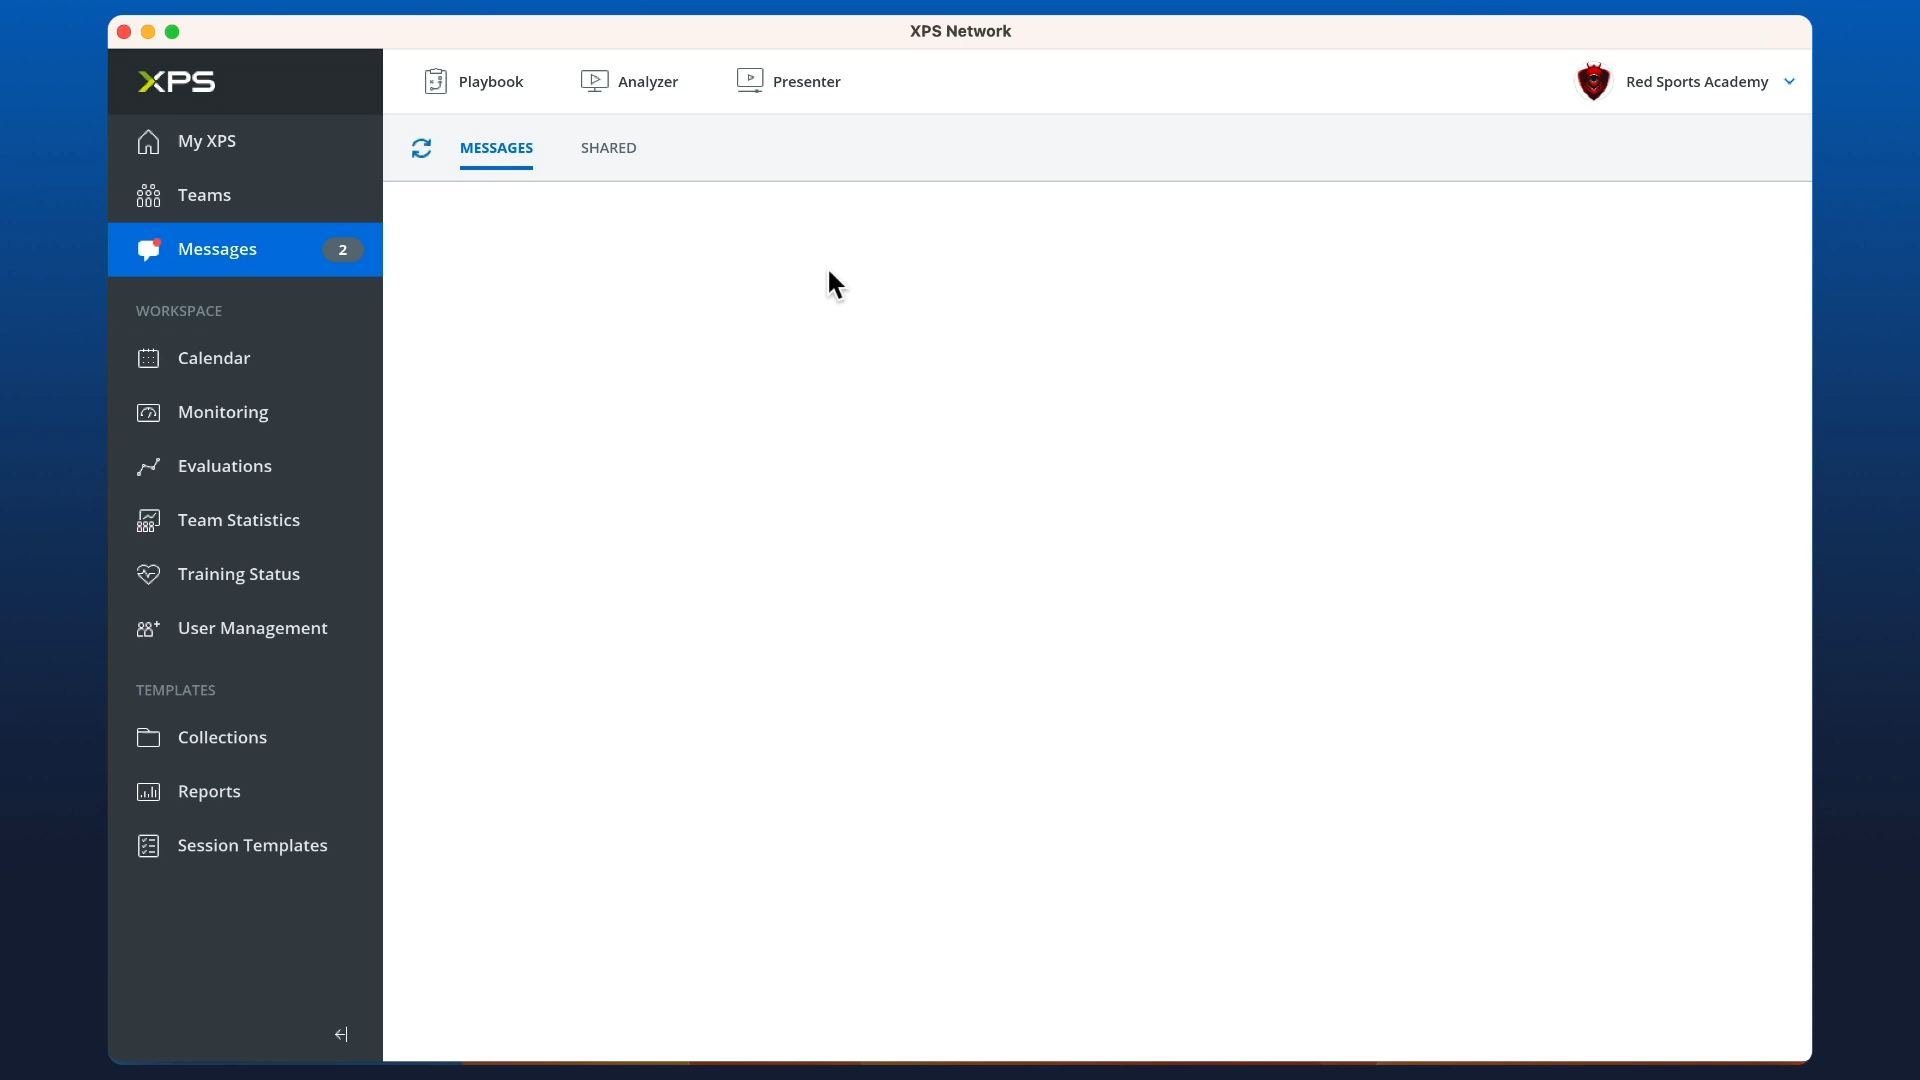 XPS Network
XPS
Playbook
Analyzer
Presenter
Red Sports Academy
My XPS
MESSAGES
SHARED
Teams
Messages
2
WORKSPACE
Calendar
Monitoring
Evaluations
Team Statistics
Training Status
User Management
TEMPLATES
Collections
Reports
Session Templates